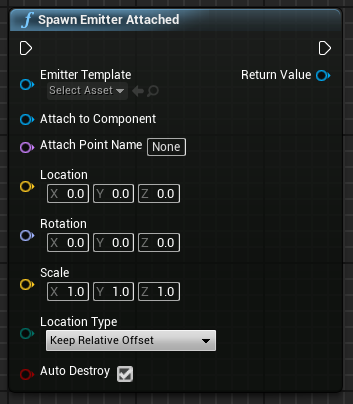 f Spawn Emitter Attached
Emitter Template
Return Value
Select Asset
Attach to Component
Attach Point Name None
Location
X 0.0 Y 0.0 Z 0.0
Rotation
X 0.0 Y 0.0 Z 0.0
Scale
X 1.0 Y 1.0 Z 1.0
Location Type
Keep Relative Offset
Auto Destroy